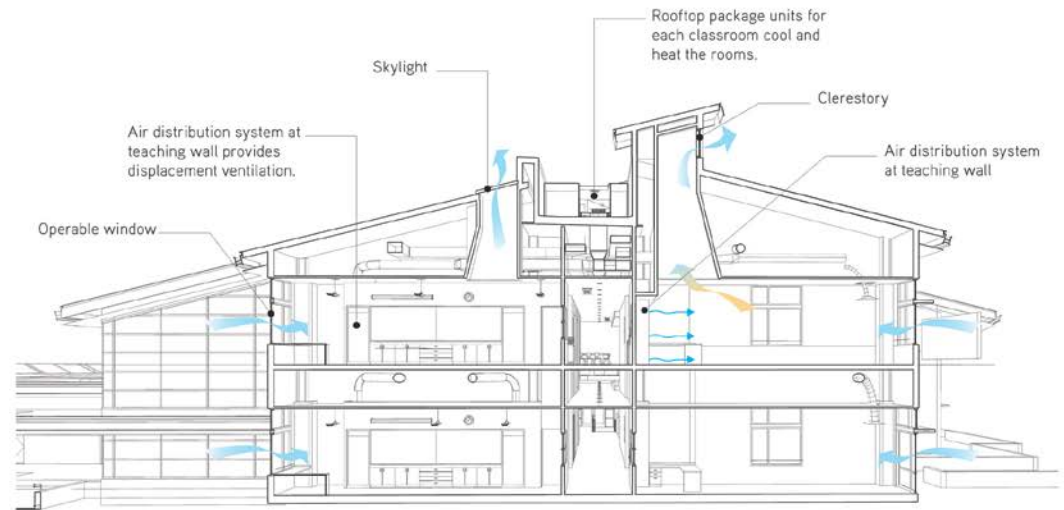 Rooftop package units for
each classroom cool and
heat the rooms.
Skylight
Clerestory
Air distribution system at
teaching wall provides
displacement ventilation.
Air distribution system
at teaching wall
Operable window